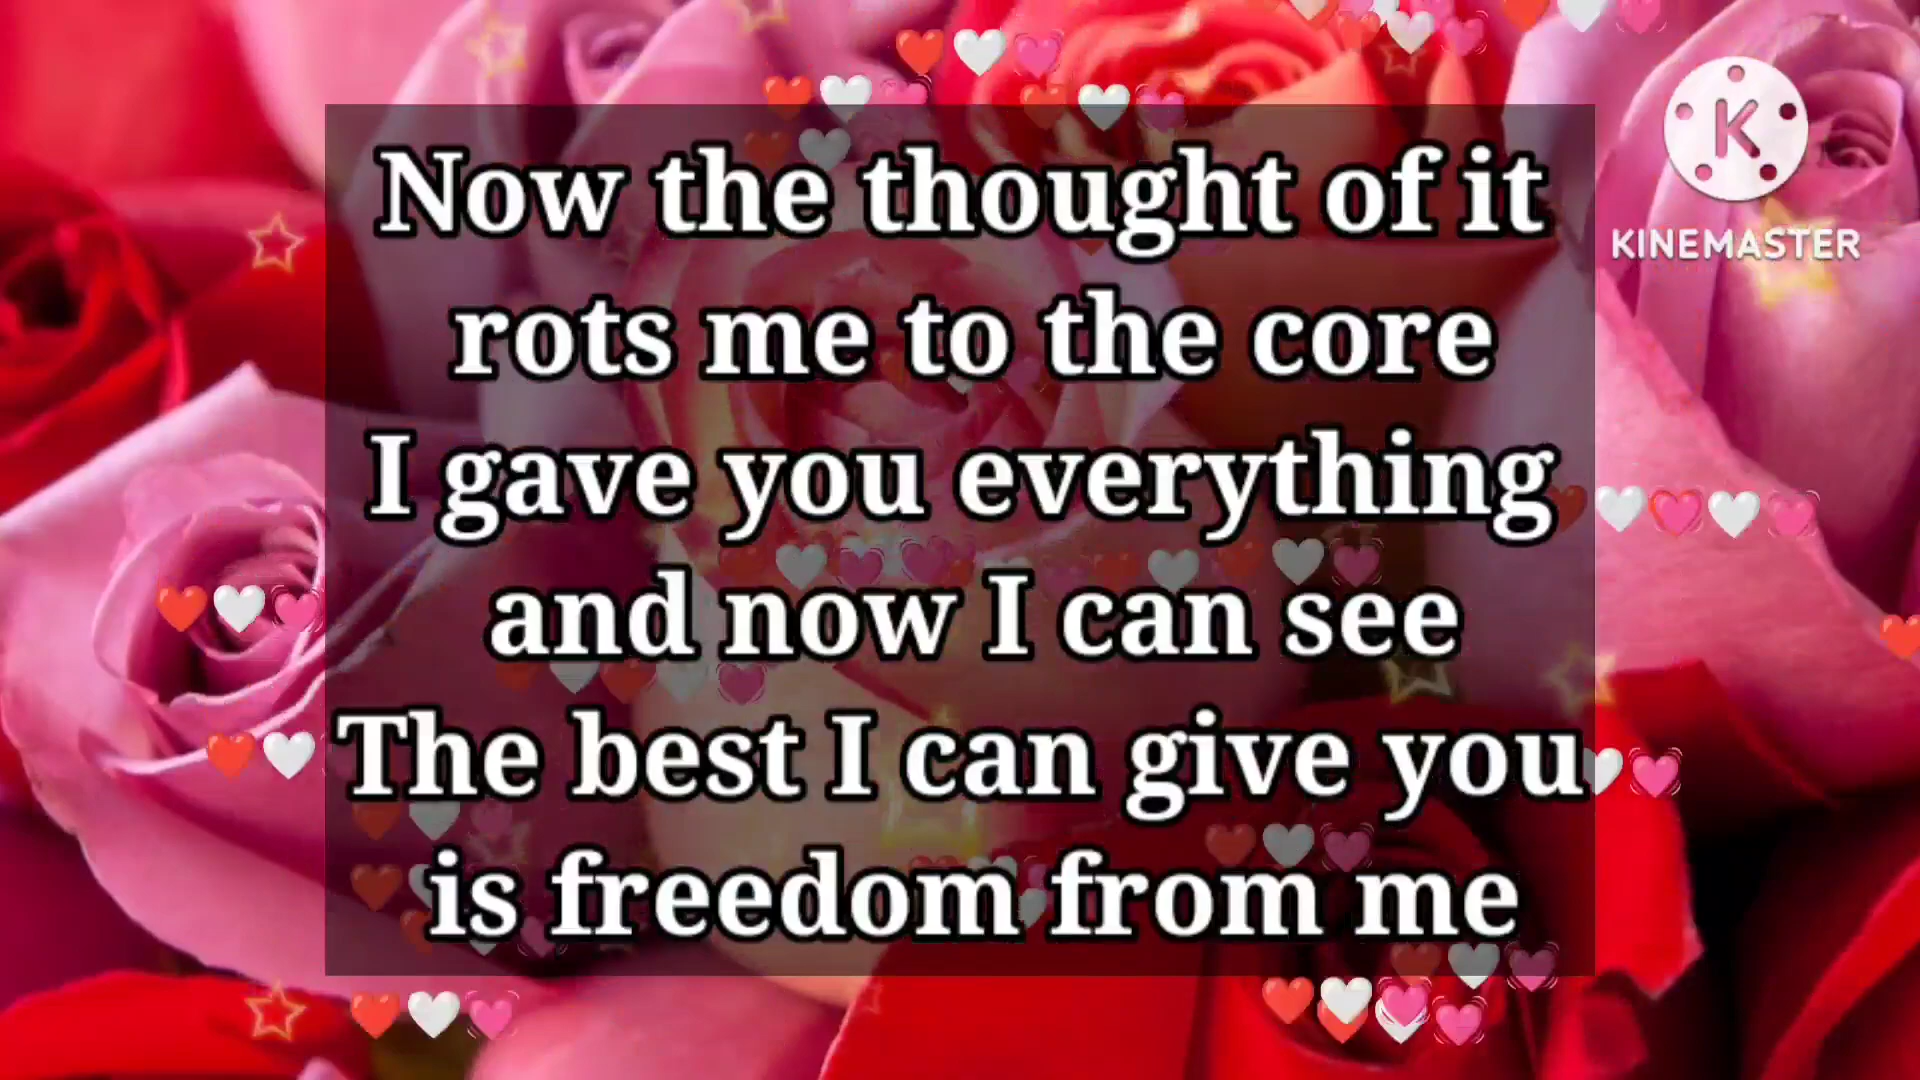 Now the thought of it
rots me to the core
I gave you everything
and now I can see
The best I can give you
is freedom from me
K
KINEMASTER